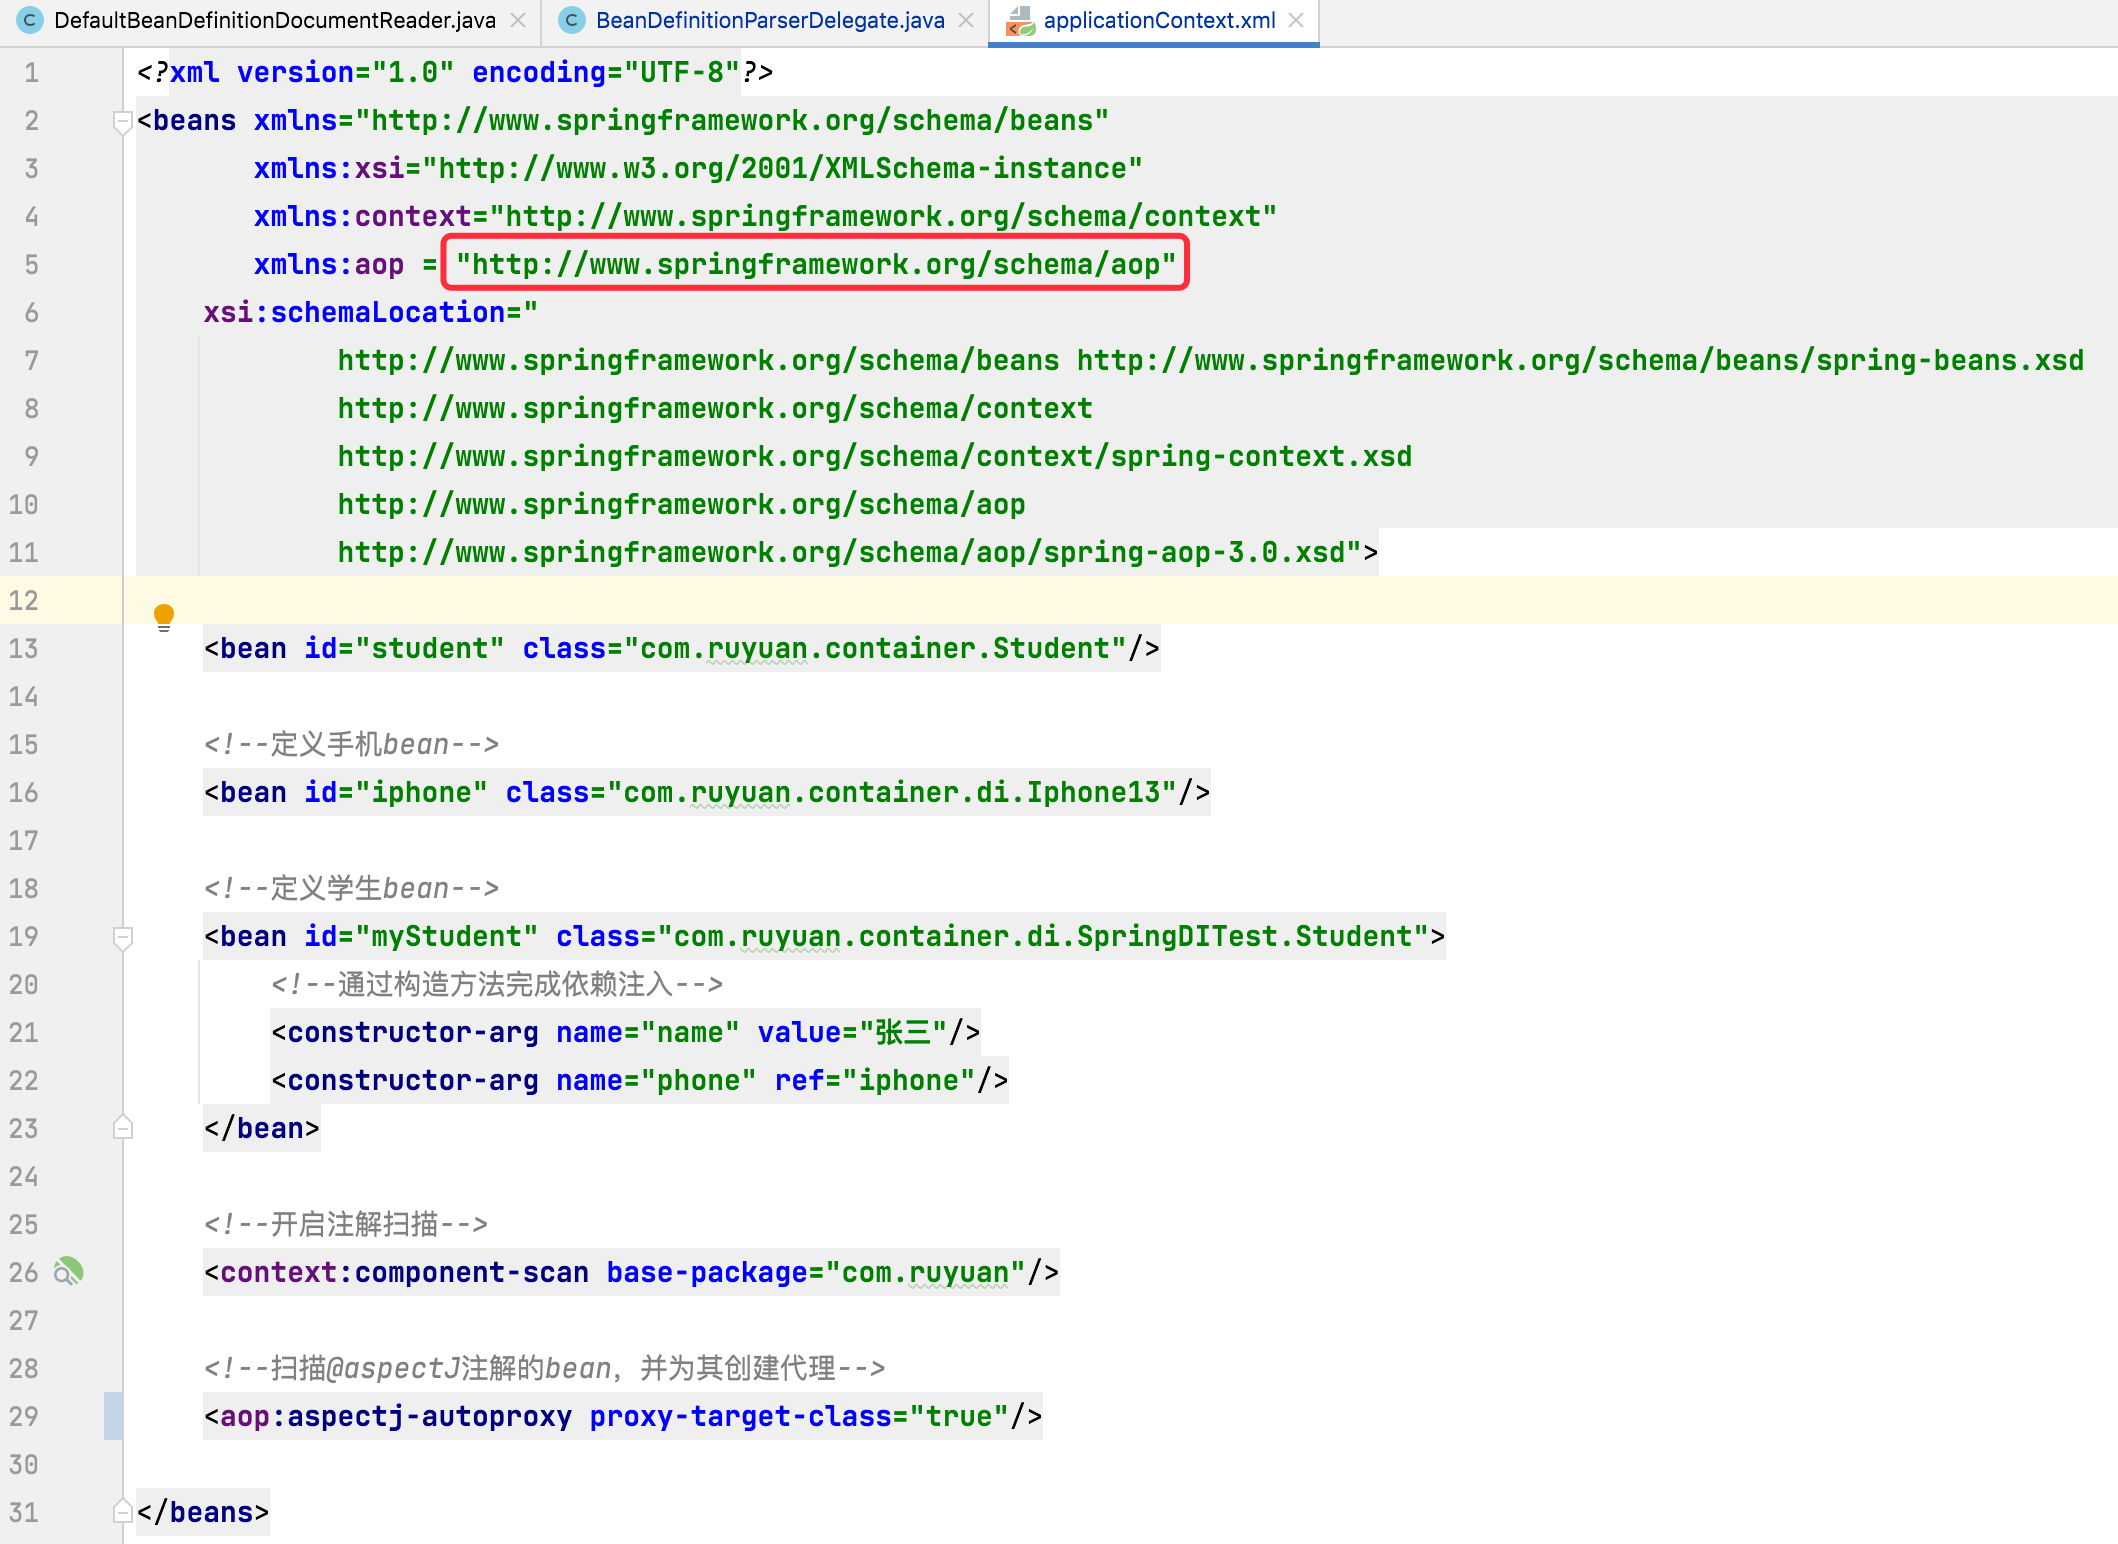 DefaultBeanDefinitionDocumentReader.java BeanDefinitionParserDelegate.java applicationContext.xml
1 <?xml version="1.0" encoding="UTF-8"?>
2 <beans xmlns="http://www.springframework.org/schema/beans"
3 xmlns:xsi="http://www.w3.org/2001/XMLSchema-instance"
4 xmlns:context="http://www.springframework.org/schema/context"
5 xmlns:aop = "http://www.springframework.org/schema/aop"
6 xsi:schemaLocation="
7 http://www.springframework.org/schema/beans http://www.springframework.org/schema/beans/spring-beans.xsd
8 http://www.springframework.org/schema/context
9 http://www.springframework.org/schema/context/spring-context.xsd
10 http://www.springframework.org/schema/aop
11 http://www.springframework.org/schema/aop/spring-aop-3.0.xsd">
12
13 <bean id="student" class="com.ruyuan.container.Student"/>
14
15 <!--定义手机bean-->
16 <bean id="iphone" class="com.ruyuan.container.di.Iphone13"/>
17
18 <!--定义学生bean-->
19 <bean id="myStudent" class="com.ruyuan.container.di.SpringDITest.Student">
20 <!--通过构造方法完成依赖注入-->
21 <constructor-arg name="name" value="张三"/>
22 <constructor-arg name="phone" ref="iphone"/>
23 </bean>
24
25 <!--开启注解扫描-->
26 <context:component-scan base-package="com.ruyuan"/>
27
28 <!--扫描@aspectJ注解的bean，并为其创建代理-->
29 <aop:aspectj-autoproxy proxy-target-class="true"/>
30
31 </beans>